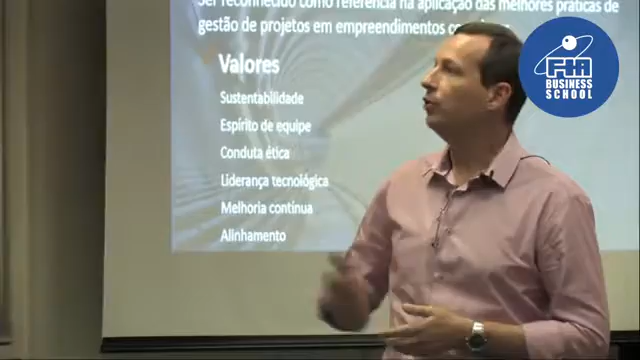 Ser reconhecido como referência na aplicação das melhores práticas de
gestão de projetos em empreendimentos
Valores
Sustentabilidade
Espírito de equipe
Conduta ética
Liderança tecnológica
Melhoria contínua
Alinhamento
FIA
BUSINESS
SCHOOL